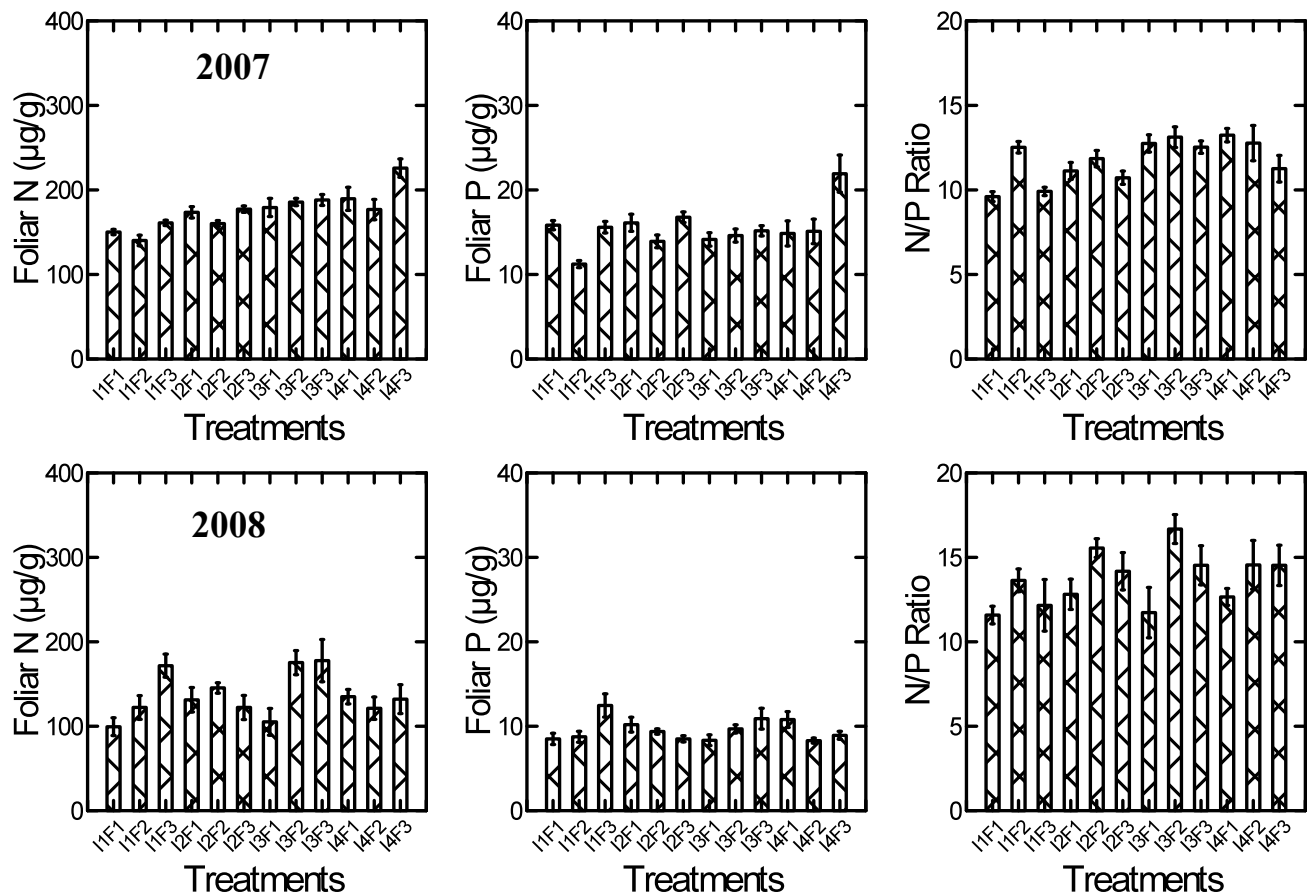 400
300
200
100
0
Foliar N (µg/g)
2007
I1F1 I1F2 I1F3 I2F1 I2F2 I2F3 I3F1 I3F2 I3F3 I4F1 I4F2 I4F3
Treatments
40
30
20
10
0
Foliar P (µg/g)
I1F1 I1F2 I1F3 I2F1 I2F2 I2F3 I3F1 I3F2 I3F3 I4F1 I4F2 I4F3
Treatments
20
15
10
5
0
N/P Ratio
I1F1 I1F2 I1F3 I2F1 I2F2 I2F3 I3F1 I3F2 I3F3 I4F1 I4F2 I4F3
Treatments
400
300
200
100
0
Foliar N (µg/g)
2008
I1F1 I1F2 I1F3 I2F1 I2F2 I2F3 I3F1 I3F2 I3F3 I4F1 I4F2 I4F3
Treatments
40
30
20
10
0
Foliar P (µg/g)
I1F1 I1F2 I1F3 I2F1 I2F2 I2F3 I3F1 I3F2 I3F3 I4F1 I4F2 I4F3
Treatments
20
15
10
5
0
N/P Ratio
I1F1 I1F2 I1F3 I2F1 I2F2 I2F3 I3F1 I3F2 I3F3 I4F1 I4F2 I4F3
Treatments